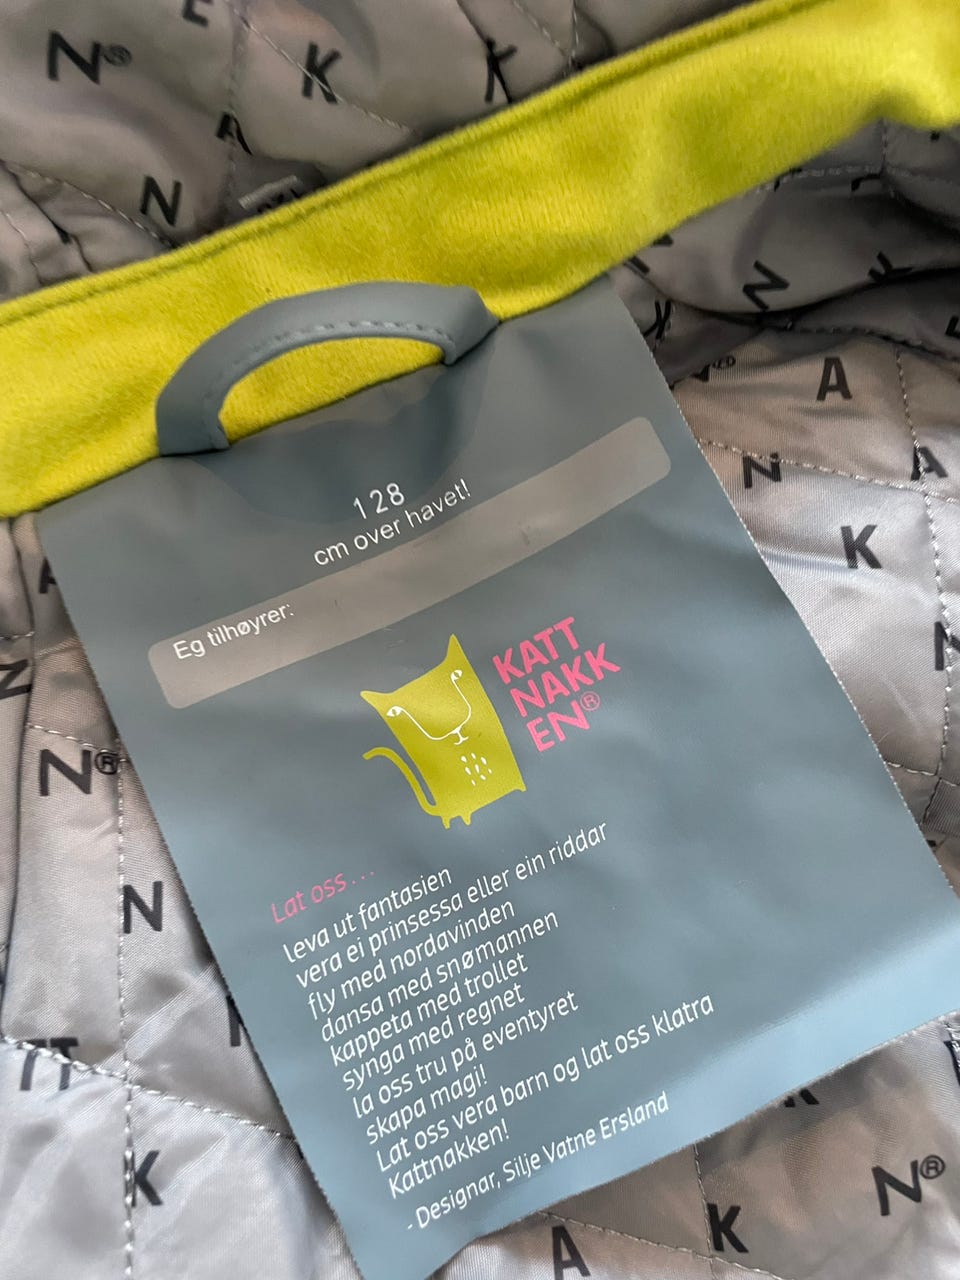 128
cm over havet!
Eg tilhøyrer:
KATT
NAKK
EN®
Lat oss...
leva ut fantasien
vera ei prinsessa eller ein riddar
fly med nordavinden
dansa med snømannen
kappeta med trollet
synga med regnet
la oss tru på eventyret
skapa magi!
Lat oss vera barn og lat oss klatra
Kattnakken!
- Designar, Silje Vatne Ersland